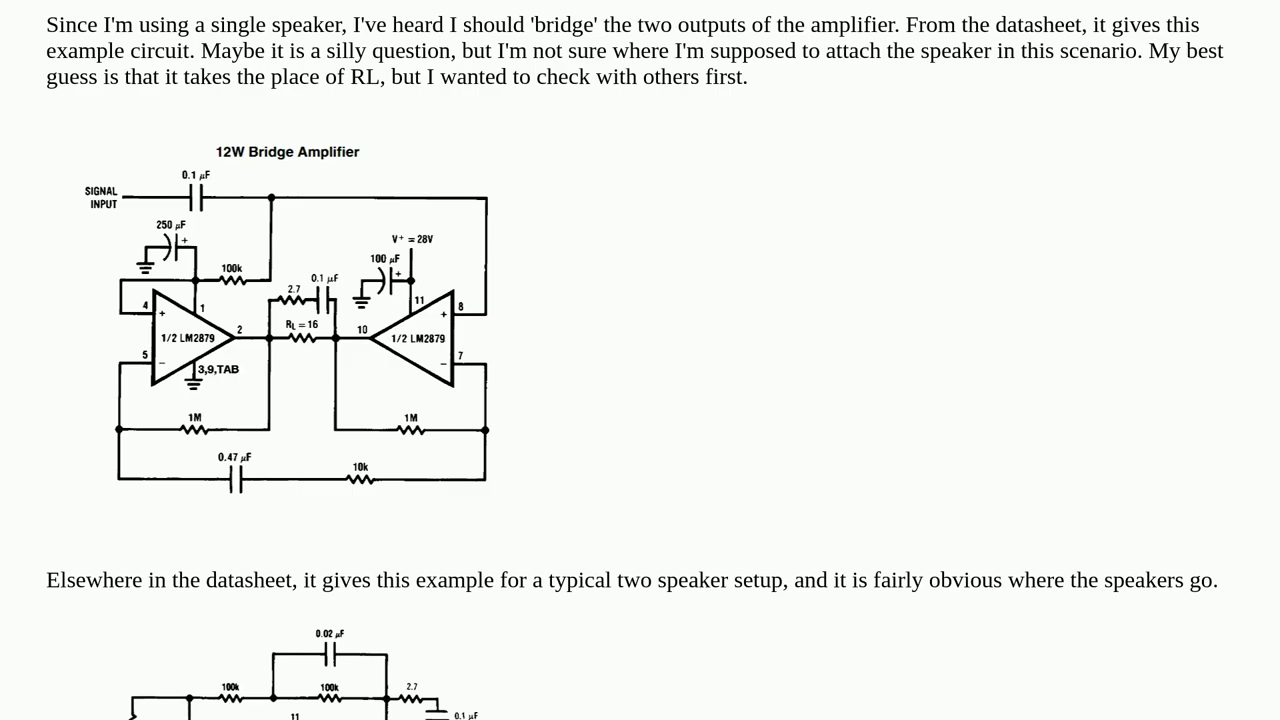 Since I'm using a single speaker, I've heard I should 'bridge' the two outputs of the amplifier. From the datasheet, it gives this
example circuit. Maybe it is a silly question, but I'm not sure where I'm supposed to attach the speaker in this scenario. My best
guess is that it takes the place of RL, but I wanted to check with others first.
12W Bridge Amplifier
0.1 µF
SIGNAL
INPUT
250 µF
+
V+ = 28V
100 µF
+
100k
0.1 µF
2.7
11
4
1
8
+
+
RL = 16
2
10
1/2 LM2879
1/2 LM2879
5
7
−
−
3,9,TAB
1M
1M
0.47 µF
10k
Elsewhere in the datasheet, it gives this example for a typical two speaker setup, and it is fairly obvious where the speakers go.
0.02 µF
100k
100k
2.7
11
0.1 µF